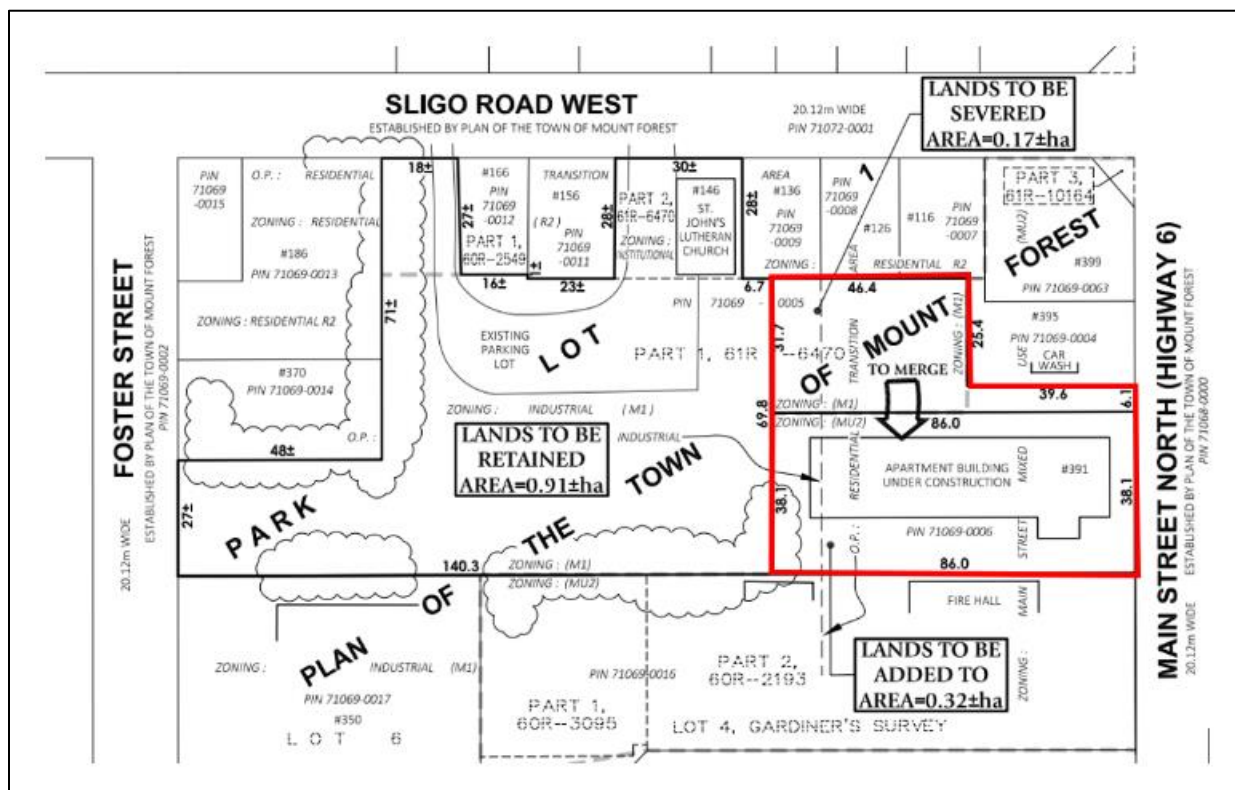 LANDS TO BE
SEVERED
AREA=0.17±ha
SLIGO ROAD WEST
ESTABLISHED BY PLAN OF THE TOWN OF MOUNT FOREST
20.12m WIDE
PIN 71072-0001
FOSTER STREET
ESTABLISHED BY PLAN OF THE TOWN OF MOUNT FOREST
PIN 71069-0002
20.12m WIDE
MAIN STREET NORTH (HIGHWAY 6)
ESTABLISHED BY PLAN OF THE TOWN OF MOUNT FOREST
PIN 71068-0000
20.12m WIDE
PIN
71069
-0015
O.P. : RESIDENTIAL
ZONING : RESIDENTIAL
#186
PIN 71069-0013
ZONING : RESIDENTIAL R2
#370
PIN 71069-0014
O.P. :
18±
71±
48±
27±
27±
#166
PIN
71069
-0012
PART 1,
60R-2549
16±
1±
TRANSITION
#156
( R2 )
PIN
71069
-0011
23±
28±
PART 2,
61R-6470
ZONING :
INSTITUTIONAL
30±
#146
ST.
JOHN'S
LUTHERAN
CHURCH
28±
AREA
#136
PIN
71069
-0009
ZONING :
PIN
71069
-0008
#126
AREA
1
#116
PIN
71069
-0007
RESIDENTIAL R2
PART 3,
61R-10164
(MU2)
#399
PIN 71069-0063
FOREST
6.7
46.4
PIN 71069 - 0005
EXISTING
PARKING
LOT
LOT
PART 1, 61R -6470
31.7
TRANSITION
MOUNT
OF
ZONING : (M1)
25.4
#395
PIN 71069-0004
USE
CAR
WASH
TO MERGE
39.6
6.1
ZONING : INDUSTRIAL ( M1 )
69.8
ZONING : (M1)
ZONING : (MU2)
86.0
LANDS TO BE
RETAINED
AREA=0.91±ha
INDUSTRIAL
TOWN
RESIDENTIAL
APARTMENT BUILDING
UNDER CONSTRUCTION
MIXED
#391
38.1
38.1
PARK
THE
PIN 71069-0006
O.P. :
STREET
140.3
ZONING : (M1)
ZONING : (MU2)
86.0
OF
FIRE HALL
MAIN
ZONING :
PLAN
ZONING :
INDUSTRIAL (M1)
PIN 71069-0017
#350
LOT 6
PIN 71069-0016
PART 1,
60R-3095
PART 2,
60R-2193
LANDS TO BE
ADDED TO
AREA=0.32±ha
LOT 4, GARDINER'S SURVEY